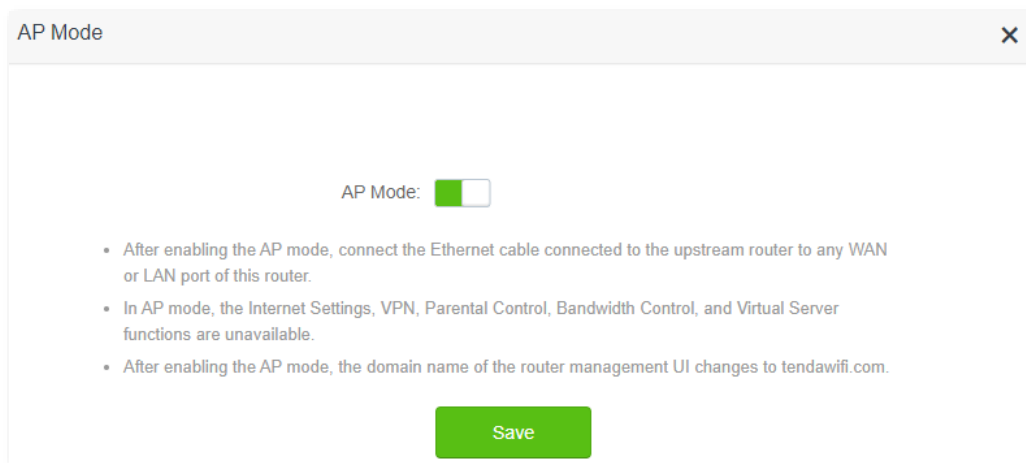 AP Mode
AP Mode:
After enabling the AP mode, connect the Ethernet cable connected to the upstream router to any WAN
or LAN port of this router.
In AP mode, the Internet Settings, VPN, Parental Control, Bandwidth Control, and Virtual Server
functions are unavailable.
After enabling the AP mode, the domain name of the router management UI changes to tendawifi.com.
Save